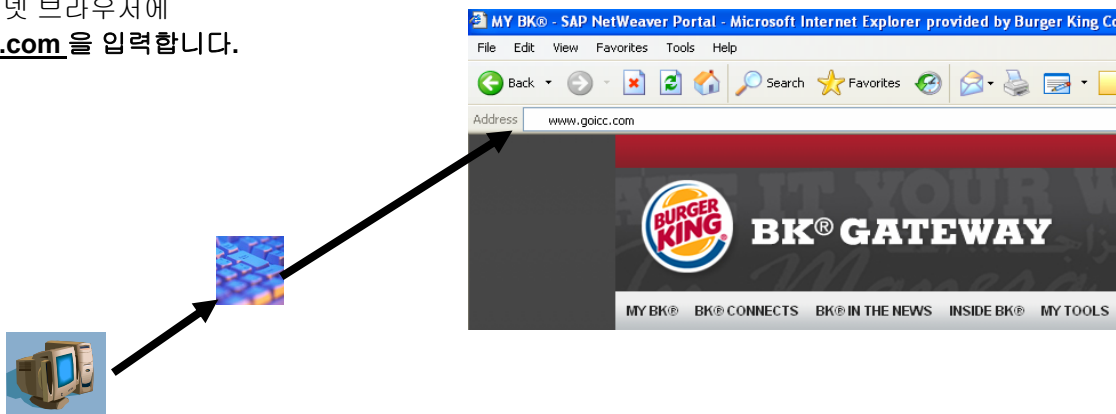 넷 브라우저에
.com 을 입력합니다.
MY BK® - SAP NetWeaver Portal - Microsoft Internet Explorer provided by Burger King Co
File Edit View Favorites Tools Help
Back Search Favorites
Address www.goicc.com
BURGER KING
BK® GATEWAY
MY BK® BK® CONNECTS BK® IN THE NEWS INSIDE BK® MY TOOLS